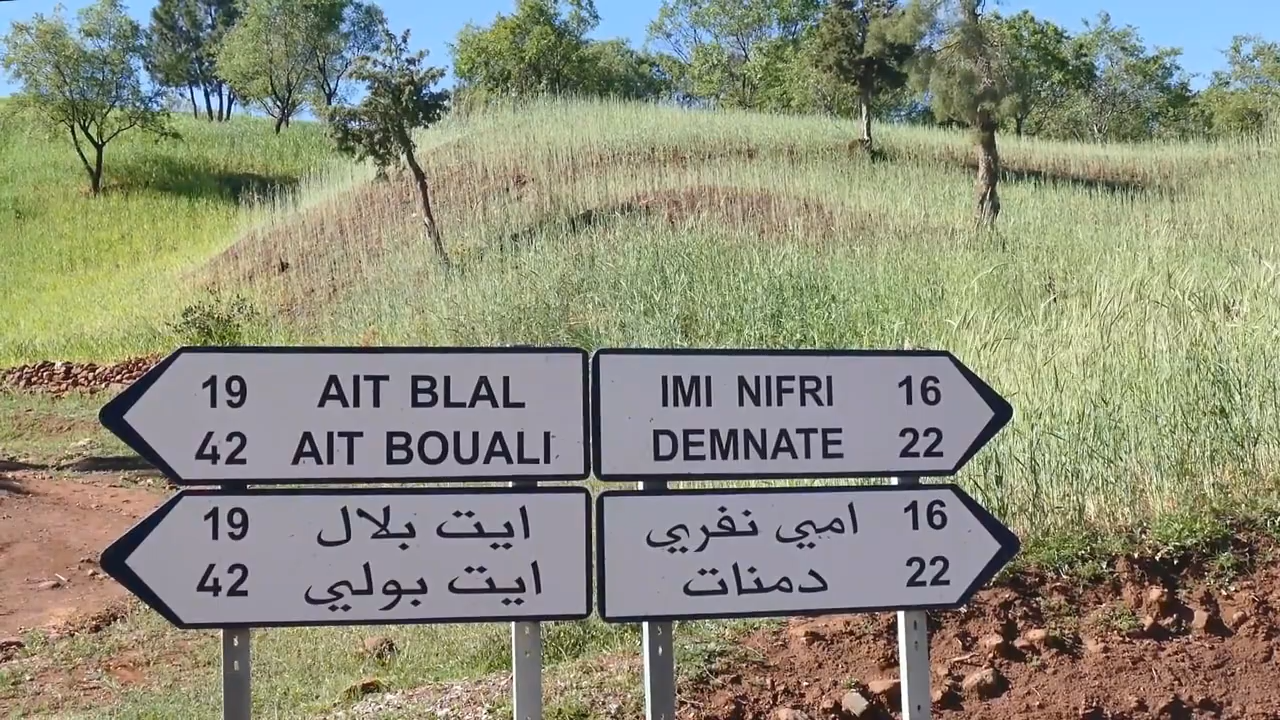 19 AIT BLAL
42 AIT BOUALI
IMI NIFRI 16
DEMNATE 22
19 ايت بلال
42 ايت بولي
امي نفري 16
دمنات 22